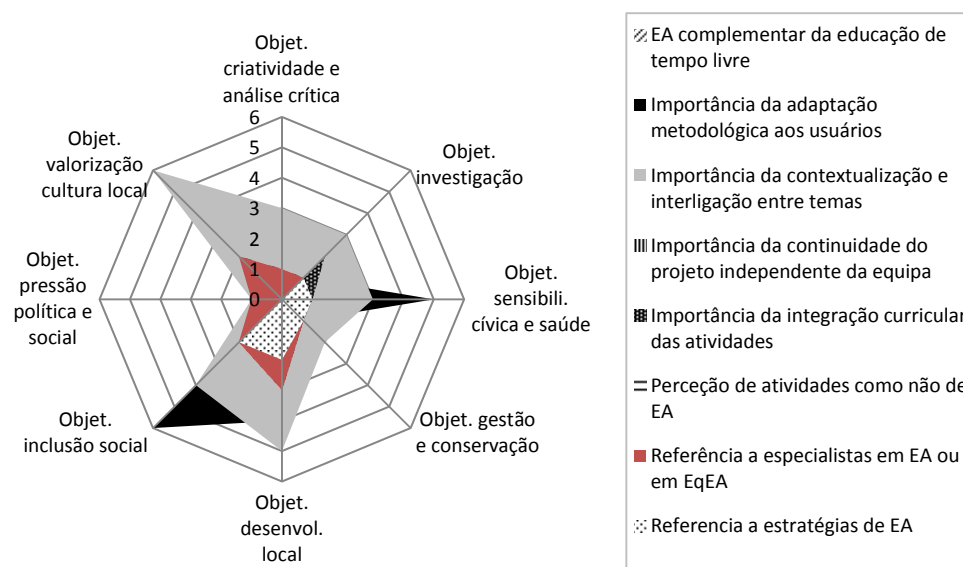 Objet.
criatividade e
análise crítica
Objet.
investigação
Objet.
sensibili.
cívica e saúde
Objet. gestão
e conservação
Objet.
desenvol.
local
Objet.
inclusão social
Objet.
pressão
política e
social
Objet.
valorização
cultura local
6
5
4
3
2
1
0
EA complementar da educação de
tempo livre
Importância da adaptação
metodológica aos usuários
Importância da contextualização e
interligação entre temas
Importância da continuidade do
projeto independente da equipa
Importância da integração curricular
das atividades
Perceção de atividades como não de
EA
Referência a especialistas em EA ou
em EqEA
Referencia a estratégias de EA